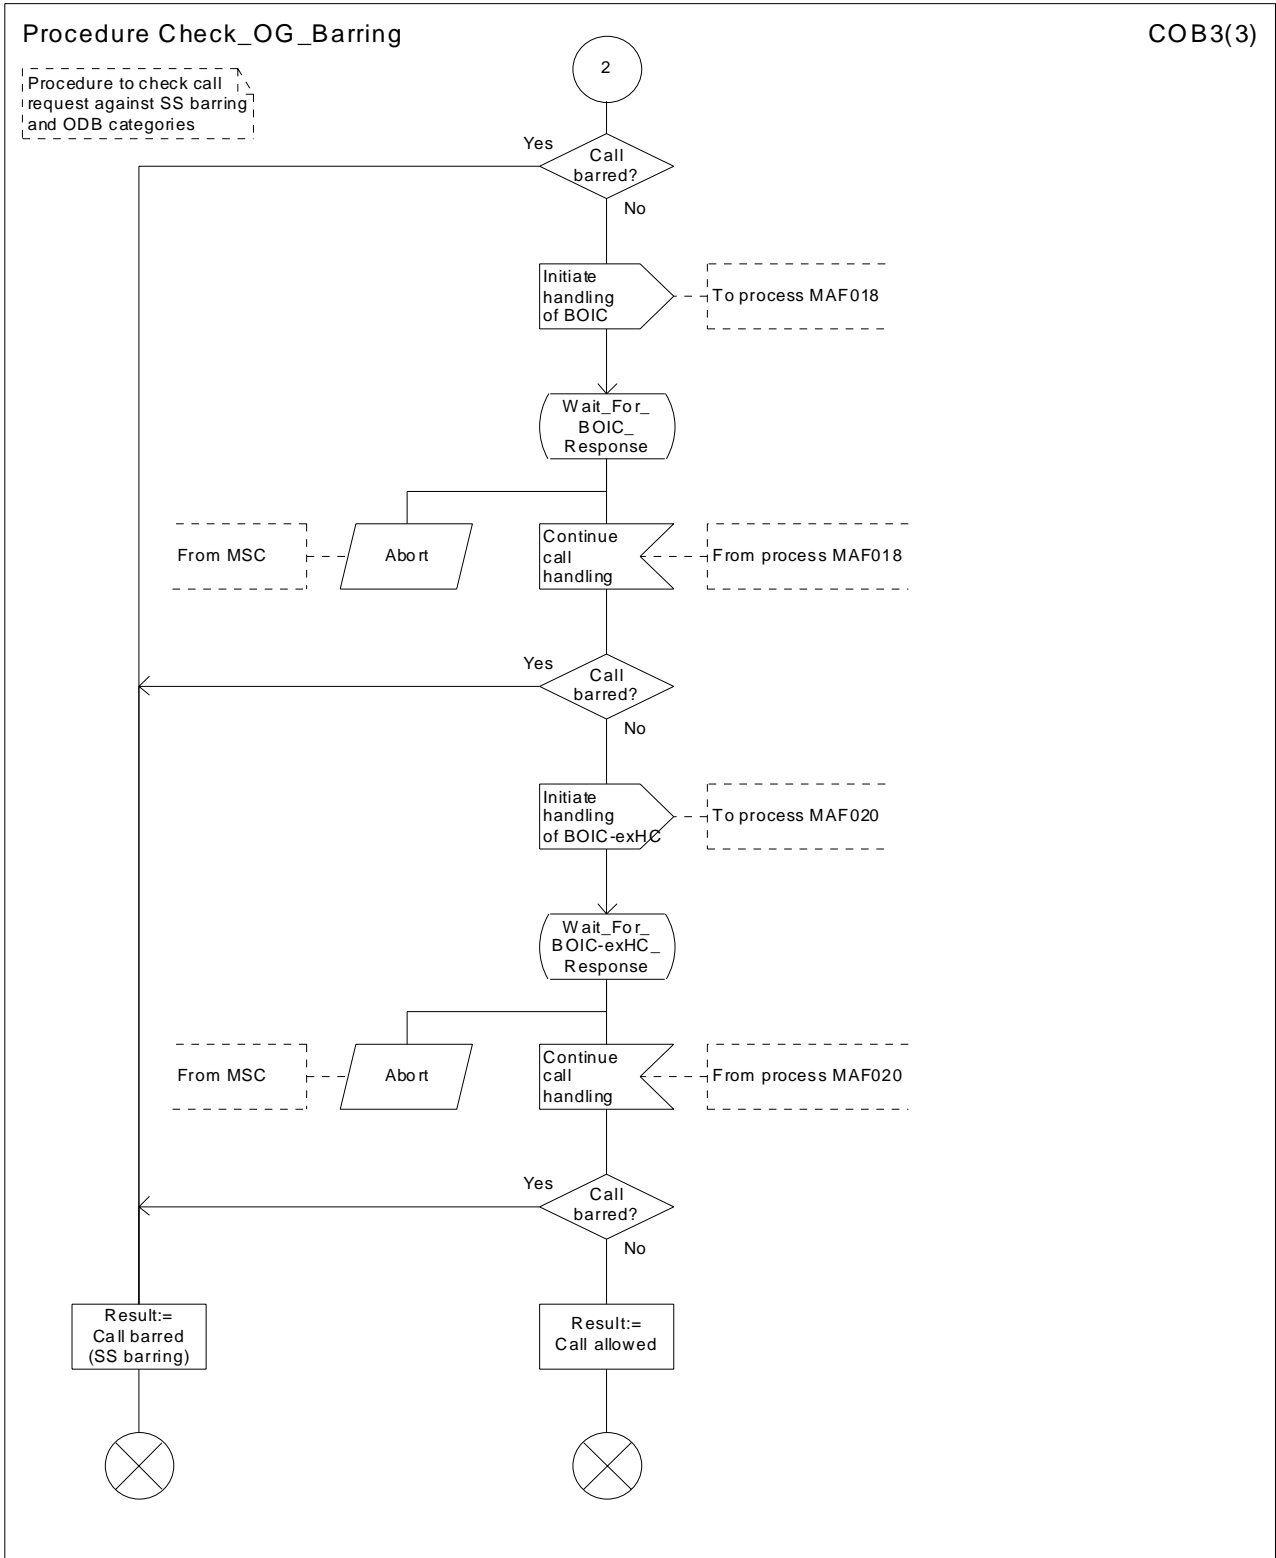 Procedure Check_OG_Barring
COB3(3)
Procedure to check call
request against SS barring
and ODB categories
2
Yes
Call
barred?
No
Initiate
handling
of BOIC
To process MAF018
Wait_For_
BOIC_
Response
From MSC
Abort
Continue
call
handling
From process MAF018
Yes
Call
barred?
No
Initiate
handling
of BOIC-exHC
To process MAF020
Wait_For_
BOIC-exHC_
Response
From MSC
Abort
Continue
call
handling
From process MAF020
Yes
Call
barred?
No
Result:=
Call barred
(SS barring)
Result:=
Call allowed